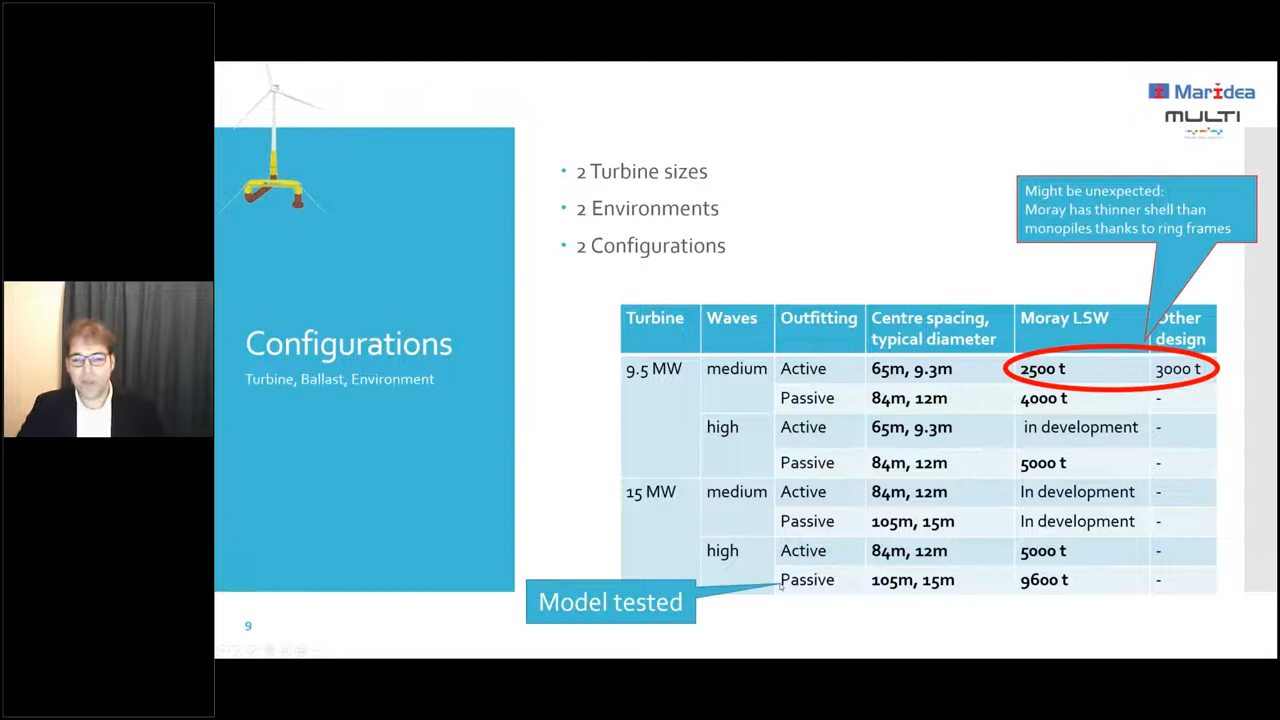 Maridea
MULTI
Configurations
Turbine, Ballast, Environment
• 2 Turbine sizes
• 2 Environments
• 2 Configurations
Might be unexpected:
Moray has thinner shell than
monopiles thanks to ring frames
Turbine Waves Outfitting Centre spacing, typical diameter Moray LSW Other design
9.5 MW medium Active 65m, 9.3m 2500 t 3000 t
Passive 84m, 12m 4000 t -
high Active 65m, 9.3m in development -
Passive 84m, 12m 5000 t -
15 MW medium Active 84m, 12m In development -
Passive 105m, 15m In development -
high Active 84m, 12m 5000 t -
Passive 105m, 15m 9600 t -
Model tested
9